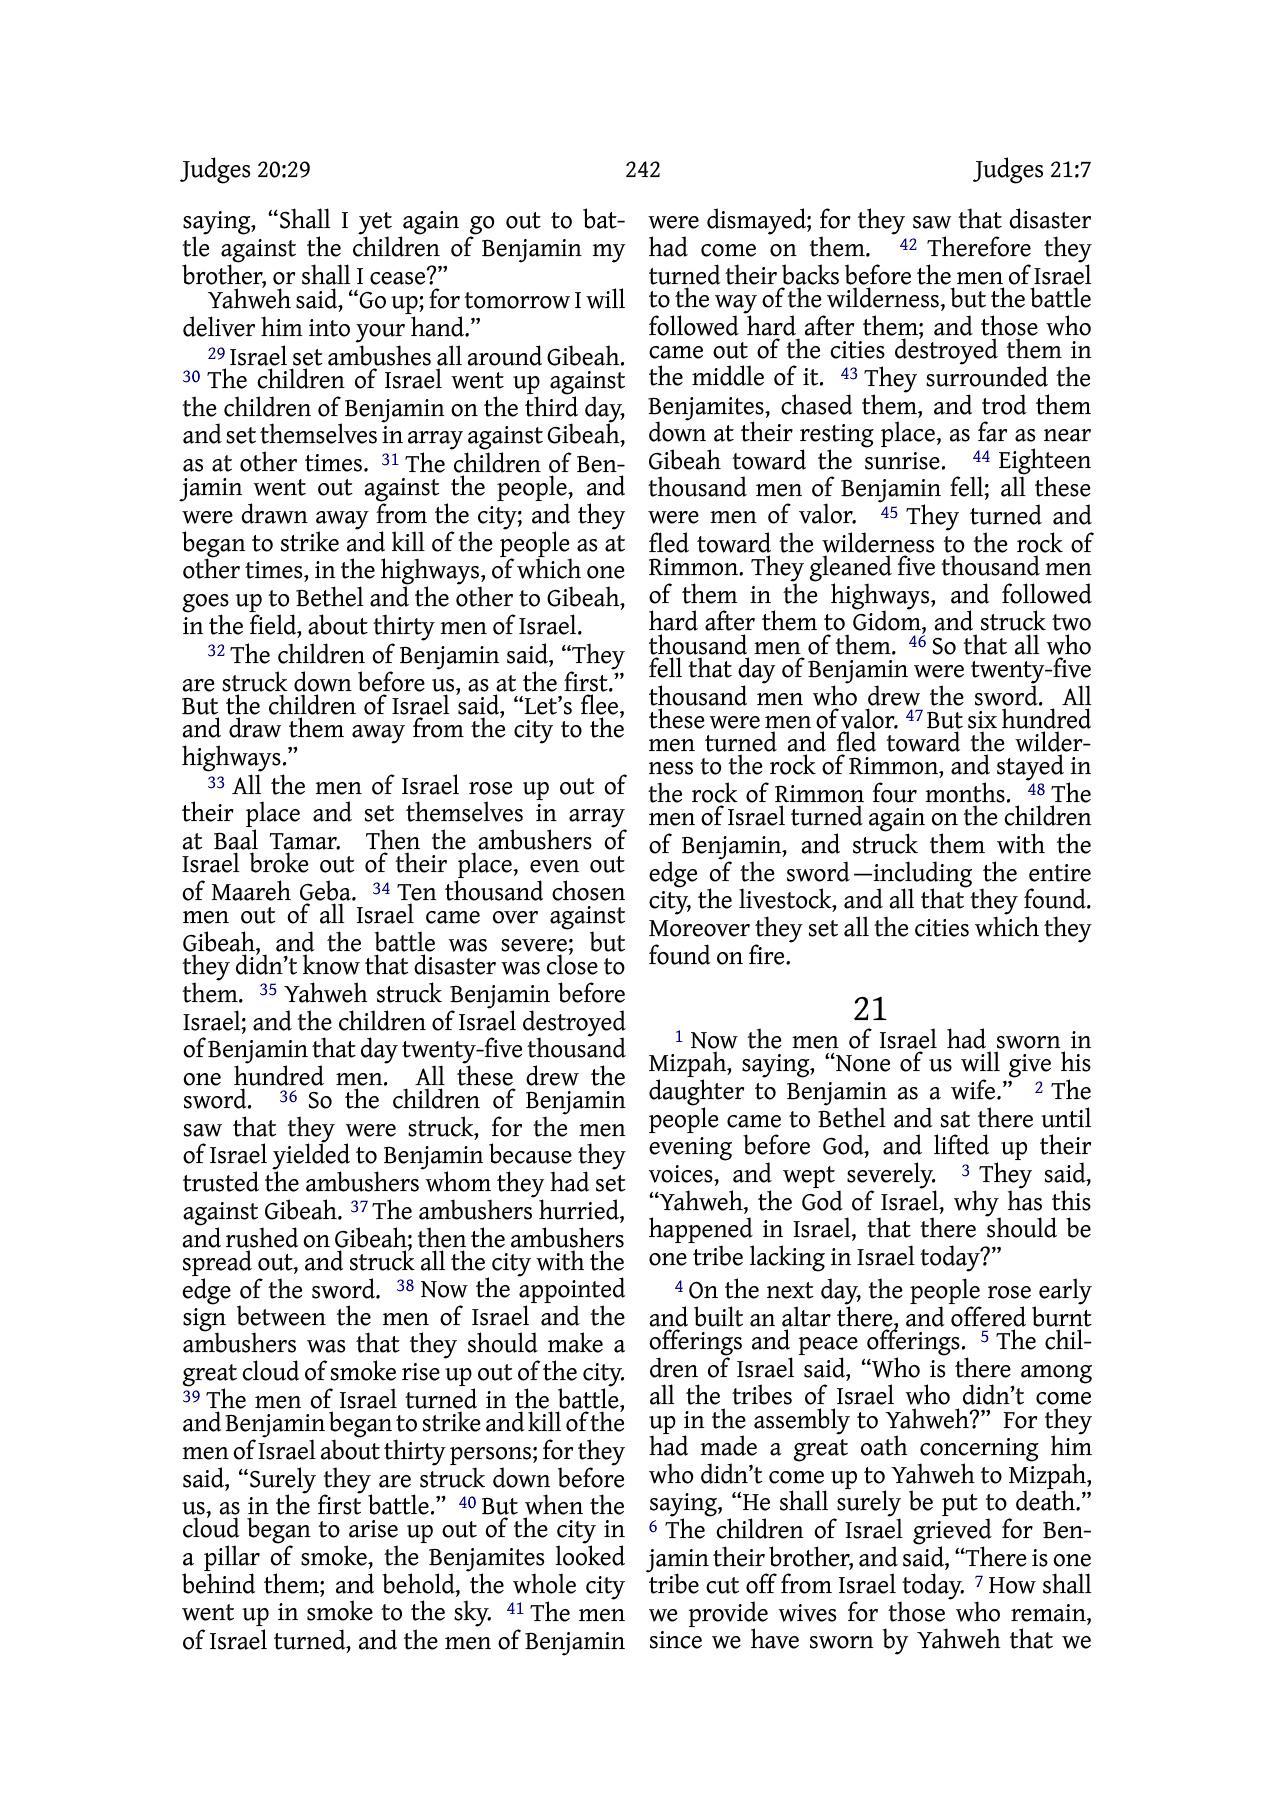 Judges 20:29 242 Judges 21:7
saying, “Shall I yet again go out to bat-
tle against the children of Benjamin my
brother, or shall I cease?”
Yahweh said, “Go up; for tomorrow I will
deliver him into your hand.”
29 Israel set ambushes all around Gibeah.
30 The children of Israel went up against
the children of Benjamin on the third day,
and set themselves in array against Gibeah,
as at other times. 31 The children of Ben-
jamin went out against the people, and
were drawn away from the city; and they
began to strike and kill of the people as at
other times, in the highways, of which one
goes up to Bethel and the other to Gibeah,
in the field, about thirty men of Israel.
32 The children of Benjamin said, “They
are struck down before us, as at the first.”
But the children of Israel said, “Let’s flee,
and draw them away from the city to the
highways.”
33 All the men of Israel rose up out of
their place and set themselves in array
at Baal Tamar. Then the ambushers of
Israel broke out of their place, even out
of Maareh Geba. 34 Ten thousand chosen
men out of all Israel came over against
Gibeah, and the battle was severe; but
they didn’t know that disaster was close to
them. 35 Yahweh struck Benjamin before
Israel; and the children of Israel destroyed
of Benjamin that day twenty-five thousand
one hundred men. All these drew the
sword. 36 So the children of Benjamin
saw that they were struck, for the men
of Israel yielded to Benjamin because they
trusted the ambushers whom they had set
against Gibeah. 37 The ambushers hurried,
and rushed on Gibeah; then the ambushers
spread out, and struck all the city with the
edge of the sword. 38 Now the appointed
sign between the men of Israel and the
ambushers was that they should make a
great cloud of smoke rise up out of the city.
39 The men of Israel turned in the battle,
and Benjamin began to strike and kill of the
men of Israel about thirty persons; for they
said, “Surely they are struck down before
us, as in the first battle.” 40 But when the
cloud began to arise up out of the city in
a pillar of smoke, the Benjamites looked
behind them; and behold, the whole city
went up in smoke to the sky. 41 The men
of Israel turned, and the men of Benjamin
were dismayed; for they saw that disaster
had come on them. 42 Therefore they
turned their backs before the men of Israel
to the way of the wilderness, but the battle
followed hard after them; and those who
came out of the cities destroyed them in
the middle of it. 43 They surrounded the
Benjamites, chased them, and trod them
down at their resting place, as far as near
Gibeah toward the sunrise. 44 Eighteen
thousand men of Benjamin fell; all these
were men of valor. 45 They turned and
fled toward the wilderness to the rock of
Rimmon. They gleaned five thousand men
of them in the highways, and followed
hard after them to Gidom, and struck two
thousand men of them. 46 So that all who
fell that day of Benjamin were twenty-five
thousand men who drew the sword. All
these were men of valor. 47 But six hundred
men turned and fled toward the wilder-
ness to the rock of Rimmon, and stayed in
the rock of Rimmon four months. 48 The
men of Israel turned again on the children
of Benjamin, and struck them with the
edge of the sword—including the entire
city, the livestock, and all that they found.
Moreover they set all the cities which they
found on fire.
21
1 Now the men of Israel had sworn in
Mizpah, saying, “None of us will give his
daughter to Benjamin as a wife.” 2 The
people came to Bethel and sat there until
evening before God, and lifted up their
voices, and wept severely. 3 They said,
“Yahweh, the God of Israel, why has this
happened in Israel, that there should be
one tribe lacking in Israel today?”
4 On the next day, the people rose early
and built an altar there, and offered burnt
offerings and peace offerings. 5 The chil-
dren of Israel said, “Who is there among
all the tribes of Israel who didn’t come
up in the assembly to Yahweh?” For they
had made a great oath concerning him
who didn’t come up to Yahweh to Mizpah,
saying, “He shall surely be put to death.”
6 The children of Israel grieved for Ben-
jamin their brother, and said, “There is one
tribe cut off from Israel today. 7 How shall
we provide wives for those who remain,
since we have sworn by Yahweh that we